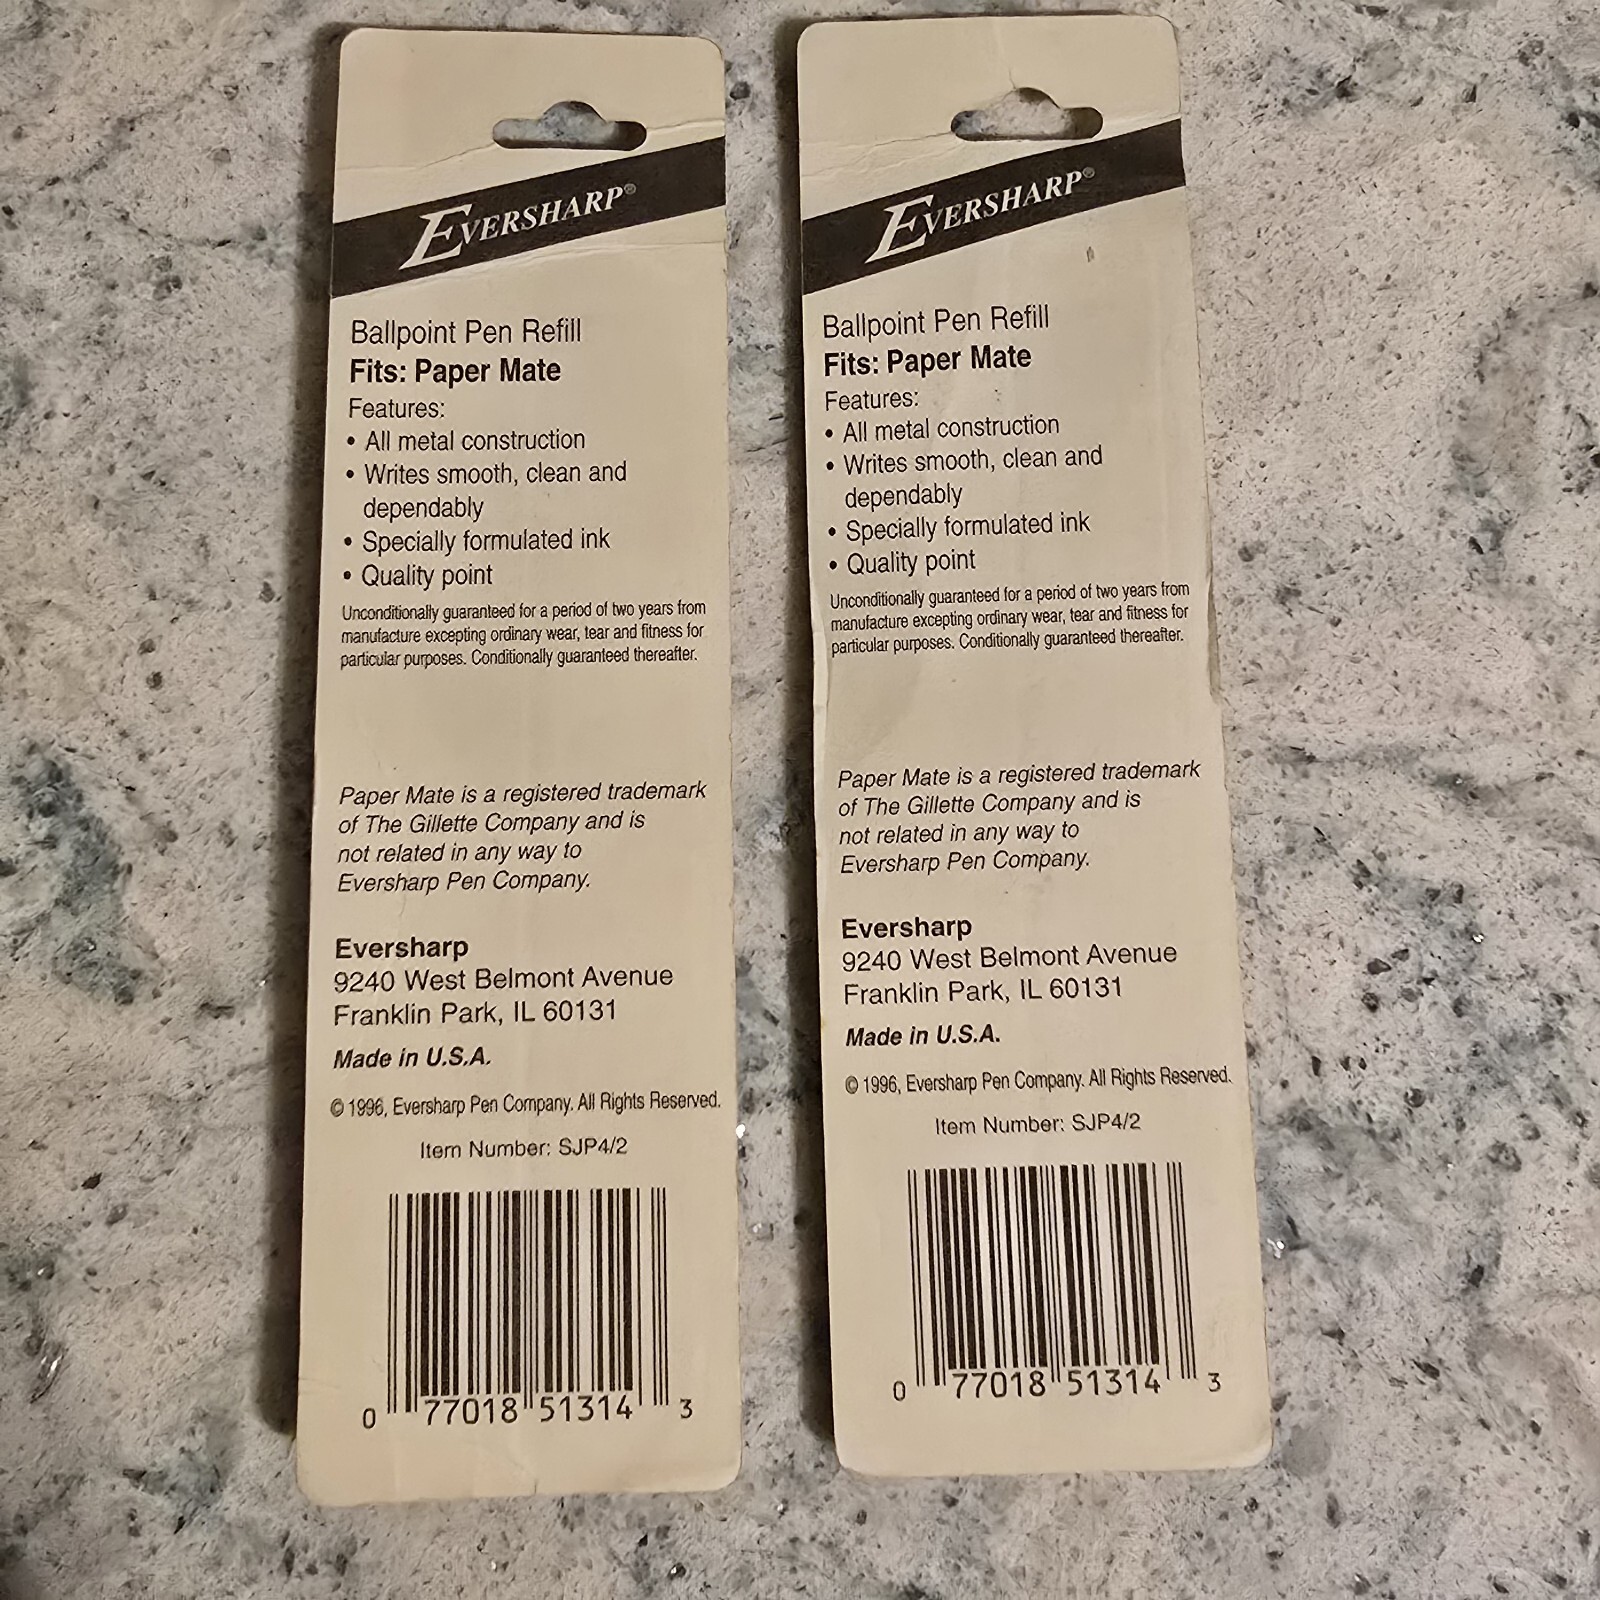 EVERSHARP®
Ballpoint Pen Refill
Fits: Paper Mate
Features:
• All metal construction
• Writes smooth, clean and
dependably
• Specially formulated ink
• Quality point
Unconditionally guaranteed for a period of two years from
manufacture excepting ordinary wear, tear and fitness for
particular purposes. Conditionally guaranteed thereafter.
Paper Mate is a registered trademark
of The Gillette Company and is
not related in any way to
Eversharp Pen Company.
Eversharp
9240 West Belmont Avenue
Franklin Park, IL 60131
Made in U.S.A.
© 1996, Eversharp Pen Company. All Rights Reserved.
Item Number: SJP4/2
0 77018 51314 3
EVERSHARP®
Ballpoint Pen Refill
Fits: Paper Mate
Features:
• All metal construction
• Writes smooth, clean and
dependably
• Specially formulated ink
• Quality point
Unconditionally guaranteed for a period of two years from
manufacture excepting ordinary wear, tear and fitness for
particular purposes. Conditionally guaranteed thereafter.
Paper Mate is a registered trademark
of The Gillette Company and is
not related in any way to
Eversharp Pen Company.
Eversharp
9240 West Belmont Avenue
Franklin Park, IL 60131
Made in U.S.A.
© 1996, Eversharp Pen Company. All Rights Reserved.
Item Number: SJP4/2
0 77018 51314 3